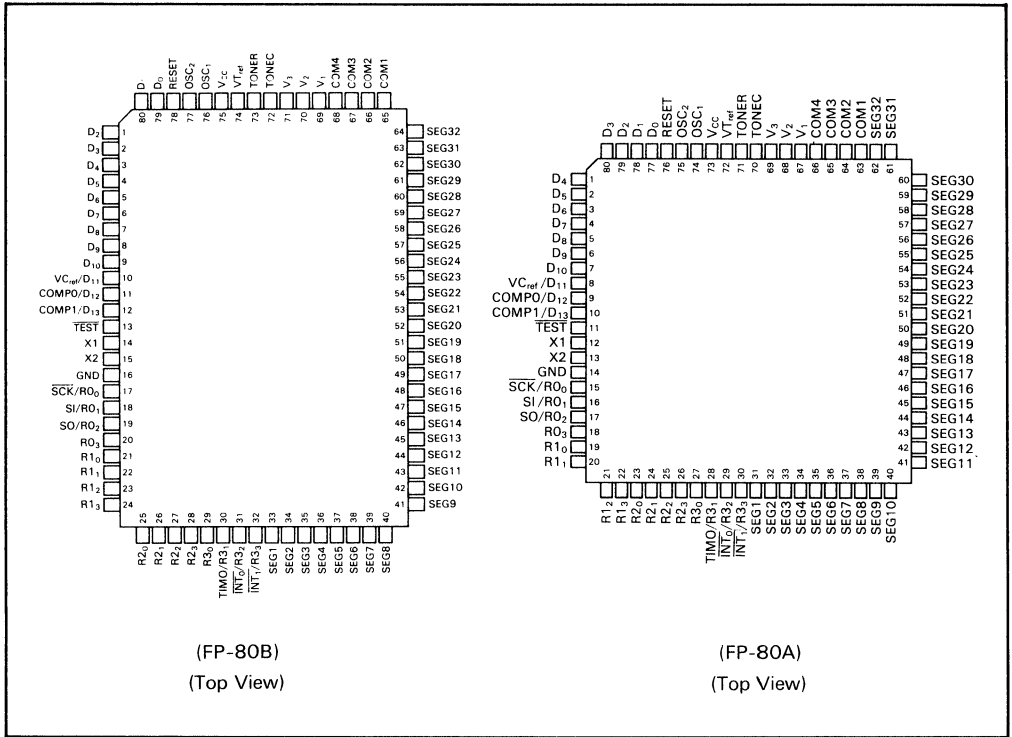 D1 D0 RESET OSC2 OSC1 VCC VTref TONER TONEC V3 V2 V1 COM4 COM3 COM2 COM1
80 79 78 77 76 75 74 73 72 71 70 69 68 67 66 65
D2 1
D3 2
D4 3
D5 4
D6 5
D7 6
D8 7
D9 8
D10 9
VCref/D11 10
COMP0/D12 11
COMP1/D13 12
TEST 13
X1 14
X2 15
GND 16
SCK/R00 17
SI/R01 18
SO/R02 19
R03 20
R10 21
R11 22
R12 23
R13 24
64 SEG32
63 SEG31
62 SEG30
61 SEG29
60 SEG28
59 SEG27
58 SEG26
57 SEG25
56 SEG24
55 SEG23
54 SEG22
53 SEG21
52 SEG20
51 SEG19
50 SEG18
49 SEG17
48 SEG16
47 SEG15
46 SEG14
45 SEG13
44 SEG12
43 SEG11
42 SEG10
41 SEG9
25 26 27 28 29 30 31 32 33 34 35 36 37 38 39 40
R20 R21 R22 R23 R30 TIMO/R31 INT0/R32 INT1/R33 SEG1 SEG2 SEG3 SEG4 SEG5 SEG6 SEG7 SEG8
(FP-80B)
(Top View)
D3 D2 D1 D0 RESET OSC2 OSC1 VCC VTref TONER TONEC V3 V2 V1 COM4 COM3 COM2 COM1 SEG32 SEG31
80 79 78 77 76 75 74 73 72 71 70 69 68 67 66 65 64 63 62 61
D4 1
D5 2
D6 3
D7 4
D8 5
D9 6
D10 7
VCref/D11 8
COMP0/D12 9
COMP1/D13 10
TEST 11
X1 12
X2 13
GND 14
SCK/R00 15
SI/R01 16
SO/R02 17
R03 18
R10 19
R11 20
60 SEG30
59 SEG29
58 SEG28
57 SEG27
56 SEG26
55 SEG25
54 SEG24
53 SEG23
52 SEG22
51 SEG21
50 SEG20
49 SEG19
48 SEG18
47 SEG17
46 SEG16
45 SEG15
44 SEG14
43 SEG13
42 SEG12
41 SEG11
21 22 23 24 25 26 27 28 29 30 31 32 33 34 35 36 37 38 39 40
R12 R13 R20 R21 R22 R23 R30 TIMO/R31 INT0/R32 INT1/R33 SEG1 SEG2 SEG3 SEG4 SEG5 SEG6 SEG7 SEG8 SEG9 SEG10
(FP-80A)
(Top View)